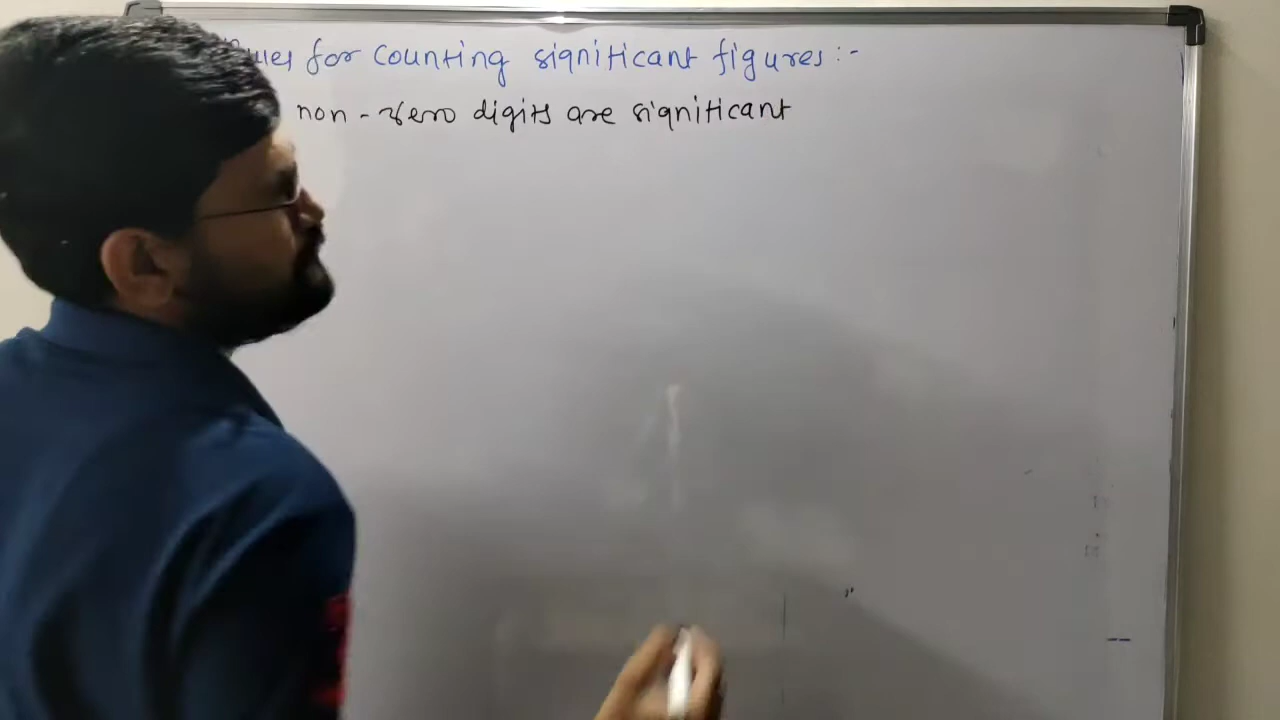 for counting significant figures :-
non-zero digits are significant